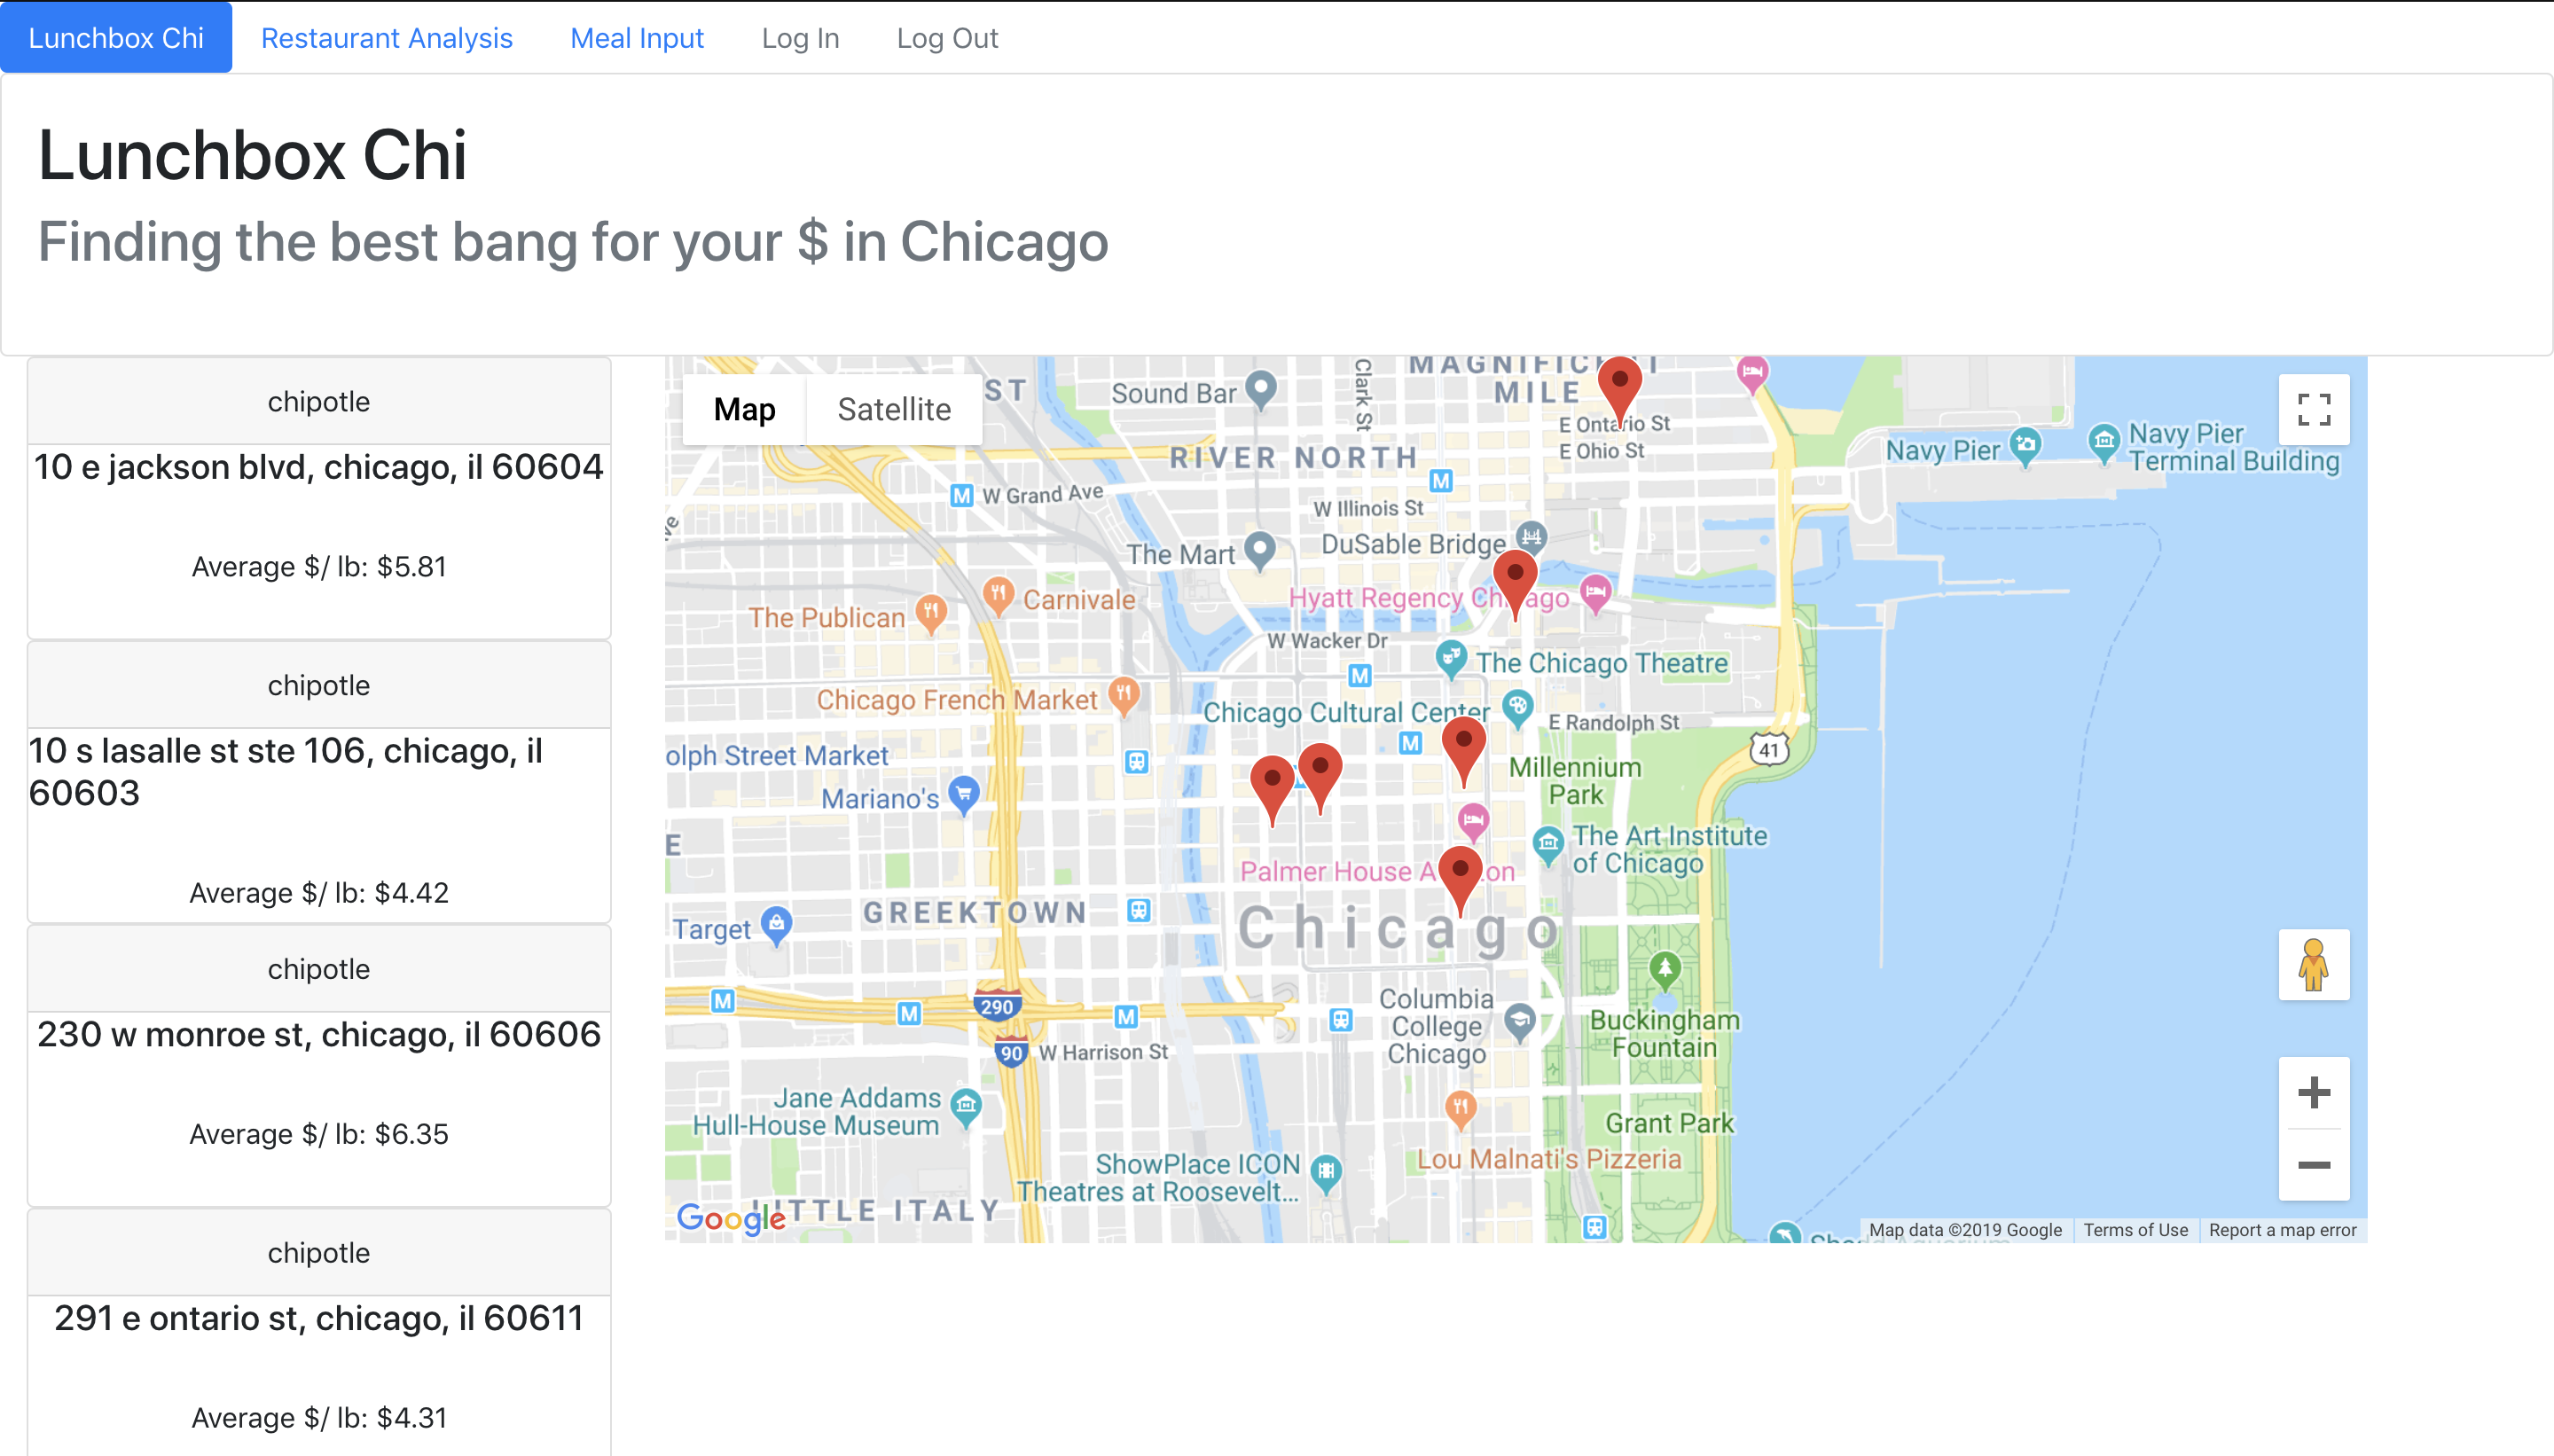 Lunchbox Chi
Restaurant Analysis
Meal Input
Log In
Log Out
Lunchbox Chi
Finding the best bang for your $ in Chicago
chipotle
10 e jackson blvd, chicago, il 60604
Average $/ lb: $5.81
chipotle
10 s lasalle st ste 106, chicago, il
60603
Average $/ lb: $4.42
chipotle
230 w monroe st, chicago, il 60606
Average $/ lb: $6.35
chipotle
291 e ontario st, chicago, il 60611
Average $/ lb: $4.31
Map
Satellite
ST
Sound Bar
Clark St
MILE
E Ontario St
E Ohio St
RIVER NORTH
Navy Pier
Navy Pier
Terminal Building
M
W Grand Ave
M
W Illinois St
The Mart
DuSable Bridge
The Publican
Carnivale
Hyatt Regency
W Wacker Dr
The Chicago Theatre
M
Chicago French Market
Chicago Cultural Center
E Randolph St
M
41
olph Street Market
Millennium
Park
Mariano's
The Art Institute
of Chicago
E
Palmer House
GREEKTOWN
Chicago
Target
M
M
290
M
Columbia
College
Chicago
Buckingham
Fountain
90
W Harrison St
Jane Addams
Hull-House Museum
Grant Park
Lou Malnati's Pizzeria
ShowPlace ICON
Theatres at Roosevelt...
Google
ITTLE ITALY
Map data ©2019 Google
Terms of Use
Report a map error